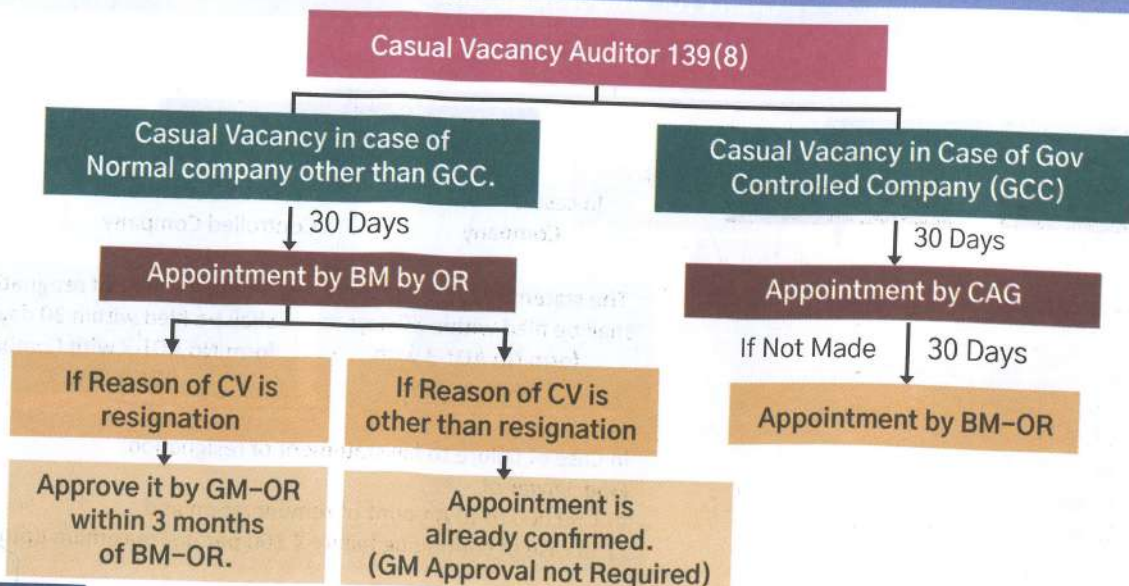 Casual Vacancy Auditor 139(8)
Casual Vacancy in case of
Normal company other than GCC.
30 Days
Appointment by BM by OR
If Reason of CV is
resignation
Approve it by GM-OR
within 3 months
of BM-OR.
If Reason of CV is
other than resignation
Appointment is
already confirmed.
(GM Approval not Required)
Casual Vacancy in Case of Gov
Controlled Company (GCC)
30 Days
Appointment by CAG
If Not Made
30 Days
Appointment by BM-OR
Company
ontrolled Company